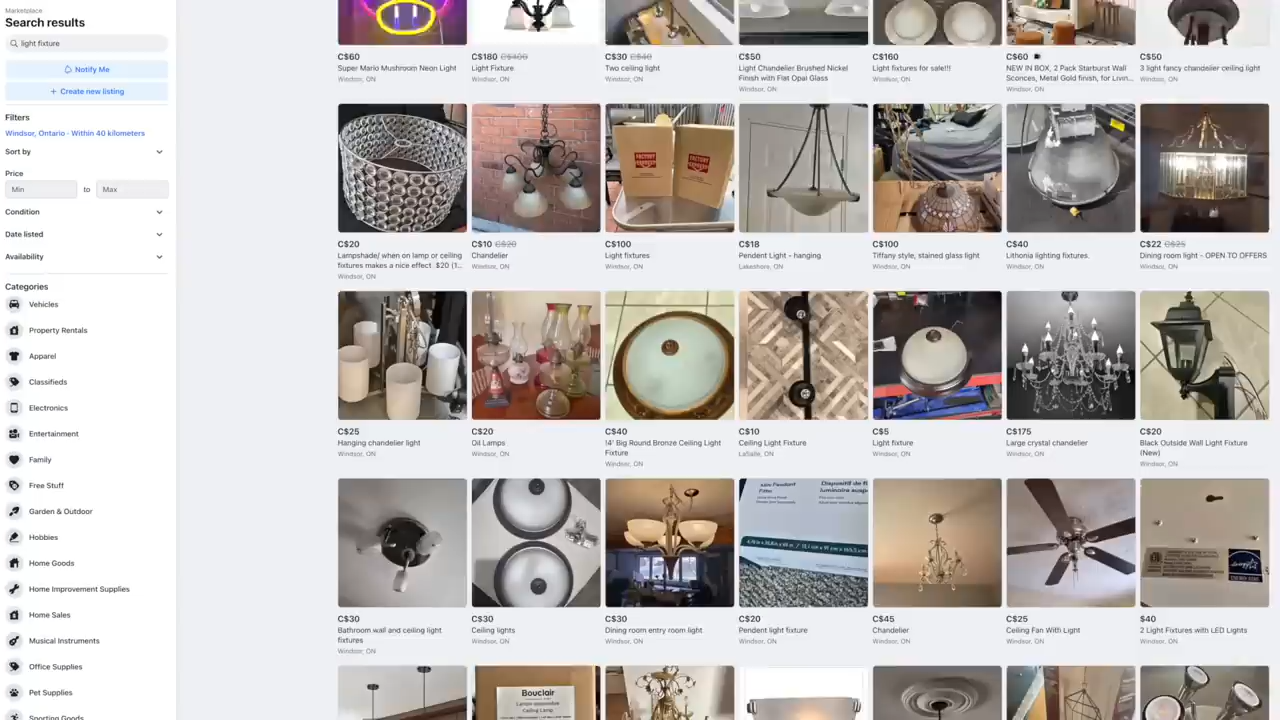 Marketplace
Search results
light fixture
Notify Me
+ Create new listing
Filters
Windsor, Ontario · Within 40 kilometers
Sort by
Price
Min
to
Max
Condition
Date listed
Availability
Categories
Vehicles
Property Rentals
Apparel
Classifieds
Electronics
Entertainment
Family
Free Stuff
Garden & Outdoor
Hobbies
Home Goods
Home Improvement Supplies
Home Sales
Musical Instruments
Office Supplies
Pet Supplies
Sporting Goods
C$60
Super Mario Mushroom Neon Light
Windsor, ON
C$180 C$400
Light Fixture
Windsor, ON
C$30 C$40
Two ceiling light
Windsor, ON
C$50
Light Chandelier Brushed Nickel
Finish with Flat Opal Glass
Windsor, ON
C$160
Light fixtures for sale!!!
Windsor, ON
C$60
NEW IN BOX, 2 Pack Starburst Wall
Sconces, Metal Gold finish, for Livin...
Windsor, ON
C$50
3 light fancy chandelier ceiling light
Windsor, ON
C$20
Lampshade/ when on lamp or ceiling
fixtures makes a nice effect $20 (1...
Windsor, ON
C$10 C$20
Chandelier
Windsor, ON
C$100
Light fixtures
Windsor, ON
C$18
Pendent Light - hanging
Lakeshore, ON
C$100
Tiffany style, stained glass light
Windsor, ON
C$40
Lithonia lighting fixtures.
Windsor, ON
C$22 C$25
Dining room light - OPEN TO OFFERS
Windsor, ON
C$25
Hanging chandelier light
Windsor, ON
C$20
Oil Lamps
Windsor, ON
C$40
!4' Big Round Bronze Ceiling Light
Fixture
Windsor, ON
C$10
Ceiling Light Fixture
LaSalle, ON
C$5
Light fixture
Windsor, ON
C$175
Large crystal chandelier
Windsor, ON
C$20
Black Outside Wall Light Fixture
(New)
Windsor, ON
C$30
Bathroom wall and ceiling light
fixtures
Windsor, ON
C$30
Ceiling lights
Windsor, ON
C$30
Dining room entry room light
Windsor, ON
C$20
Pendent light fixture
Windsor, ON
C$45
Chandelier
Windsor, ON
C$25
Ceiling Fan With Light
Windsor, ON
$40
2 Light Fixtures with LED Lights
Windsor, ON
Bouclair
Ceiling Lamp